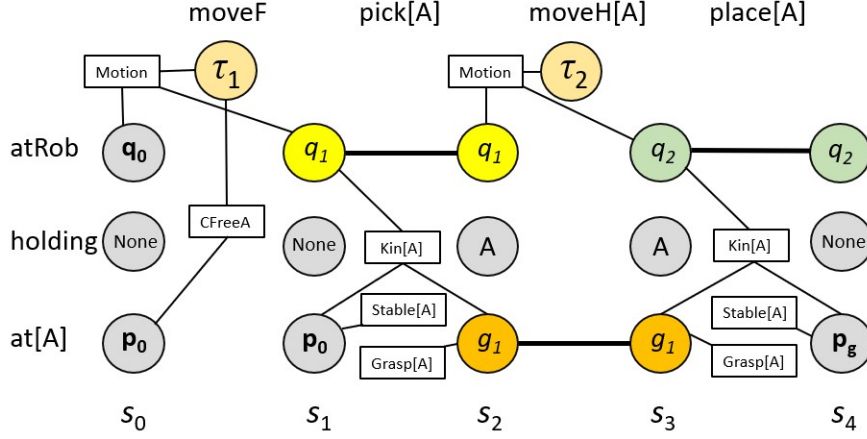 moveF pick[A] moveH[A] place[A]
Motion τ1 Motion τ2
atRob q0 q1 q1 q2 q2
CFreeA
holding None None Kin[A] A A Kin[A] None
Stable[A] Stable[A]
at[A] p0 p0 g1 g1 pg
Grasp[A] Grasp[A]
s0 s1 s2 s3 s4